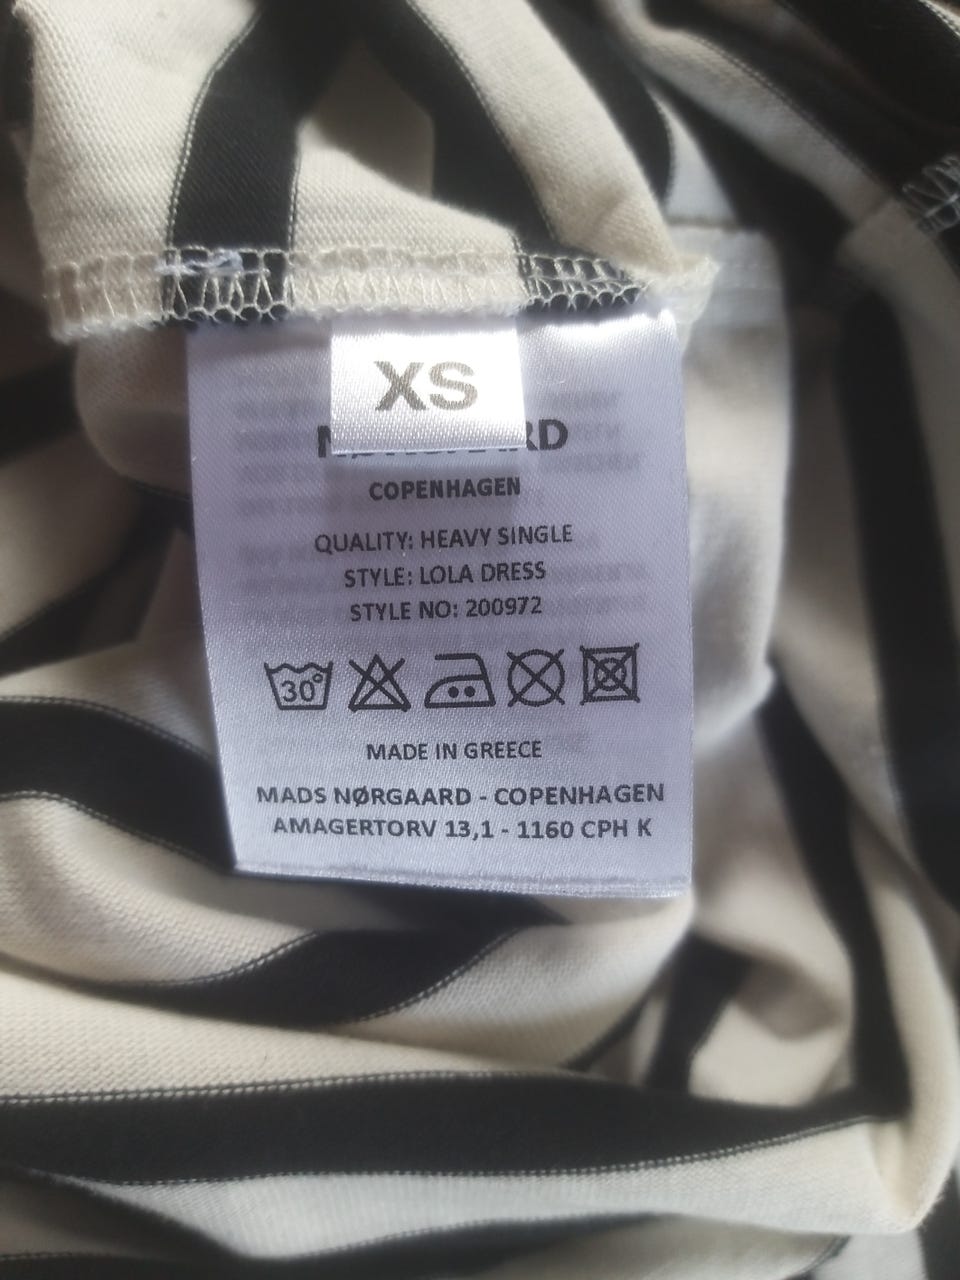 XS
COPENHAGEN
QUALITY: HEAVY SINGLE
STYLE: LOLA DRESS
STYLE NO: 200972
30°
MADE IN GREECE
MADS NØRGAARD - COPENHAGEN
AMAGERTORV 13,1 - 1160 CPH K